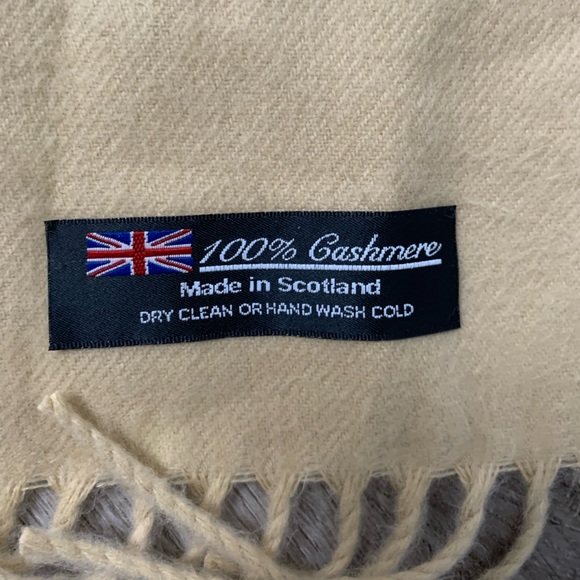 100% Cashmere
Made in Scotland
DRY CLEAN OR HAND WASH COLD